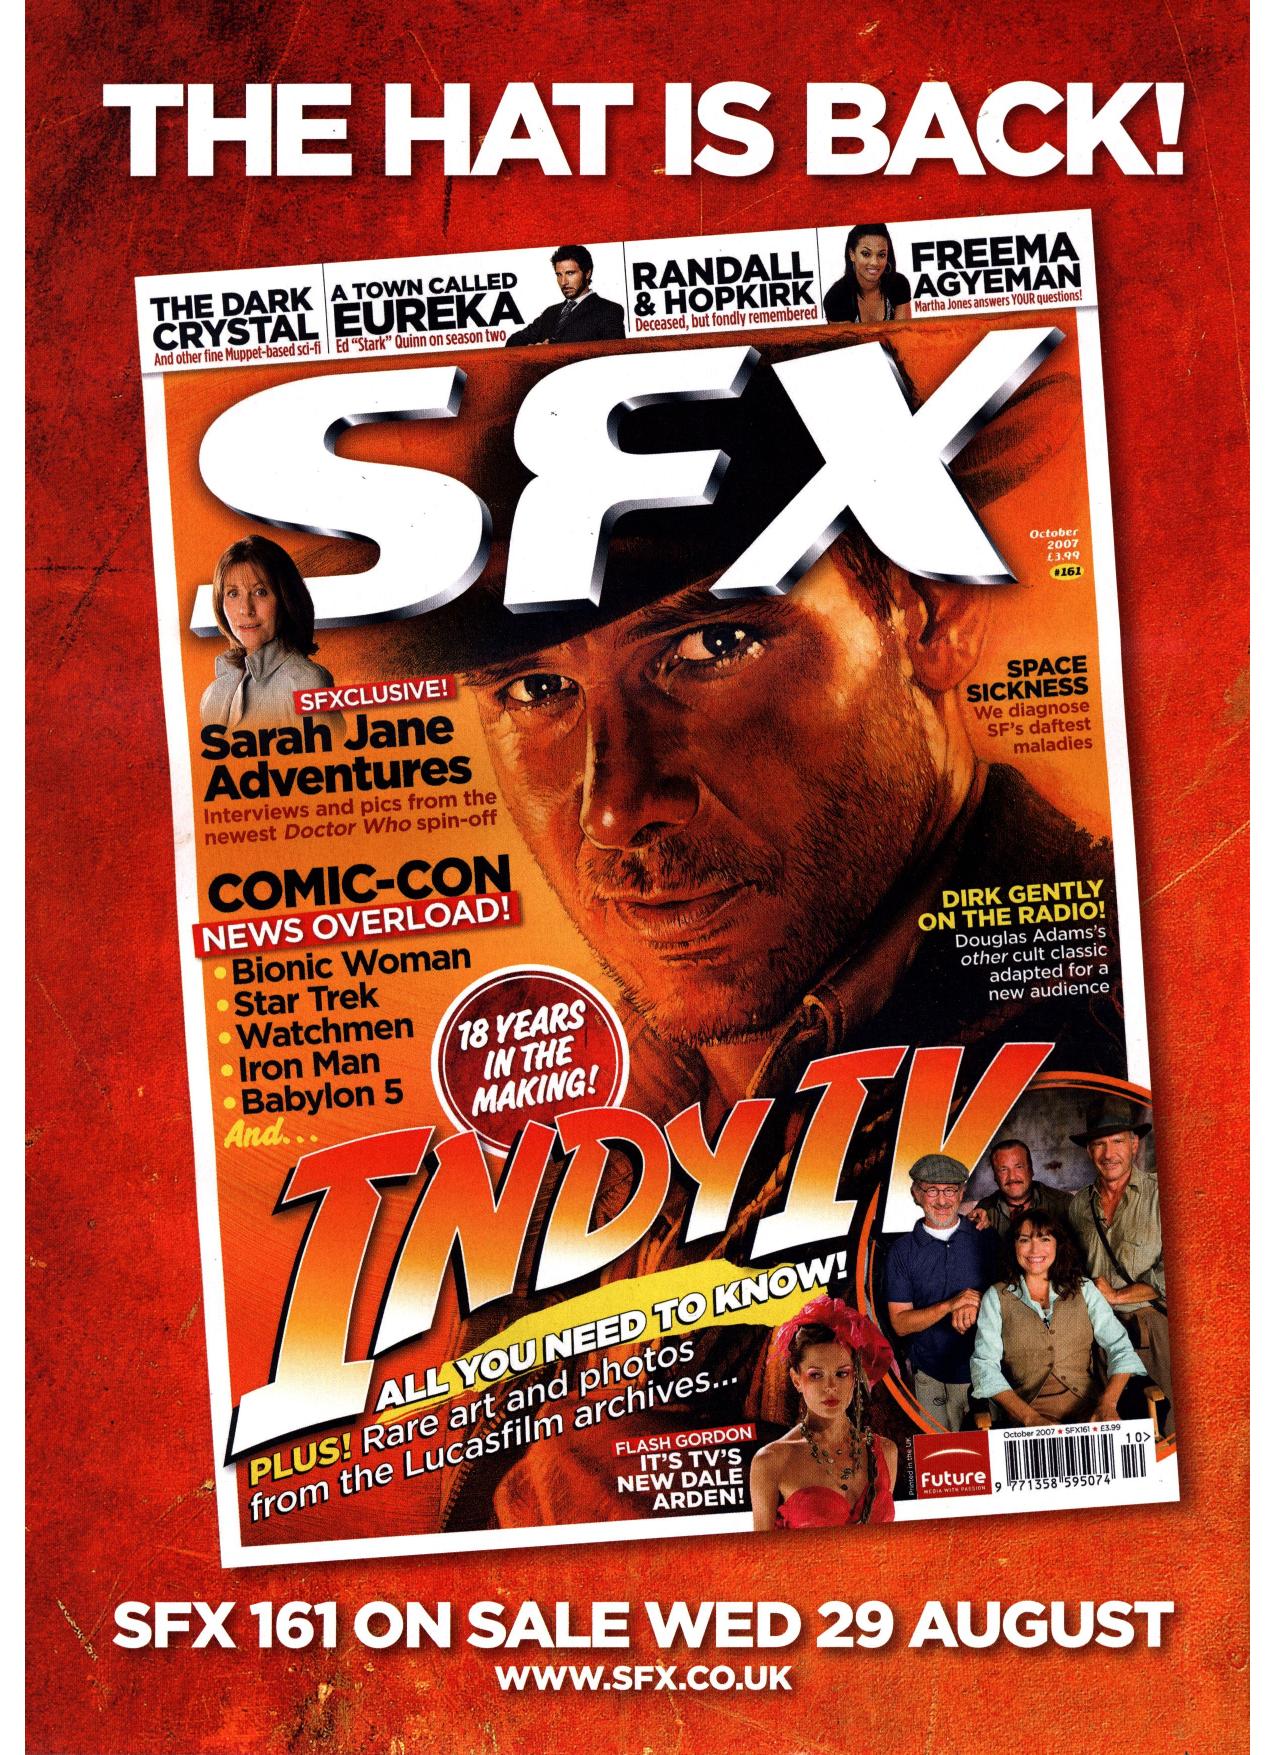 THE HAT IS BACK!
THE DARK
CRYSTAL
And other fine Muppet-based sci-fi
A TOWN CALLED
EUREKA
Ed "Stark" Quinn on season two
RANDALL
& HOPKIRK
Deceased, but fondly remembered
FREEMA
AGYEMAN
Martha Jones answers YOUR questions!
SFX
October
2007
£3.99
#161
SFXCLUSIVE!
Sarah Jane
Adventures
Interviews and pics from the
newest Doctor Who spin-off
SPACE
SICKNESS
We diagnose
SF's daftest
maladies
COMIC-CON
NEWS OVERLOAD!
• Bionic Woman
• Star Trek
• Watchmen
• Iron Man
• Babylon 5
And...
DIRK GENTLY
ON THE RADIO!
Douglas Adams's
other cult classic
adapted for a
new audience
18 YEARS
IN THE
MAKING!
INDY IV
ALL YOU NEED TO KNOW!
PLUS! Rare art and photos
from the Lucasfilm archives...
FLASH GORDON
IT'S TV'S
NEW DALE
ARDEN!
Printed in the UK
Future
MEDIA WITH PASSION
October 2007 ★ SFX161 ★ £3.99
10>
9 771358 595074
SFX 161 ON SALE WED 29 AUGUST
WWW.SFX.CO.UK